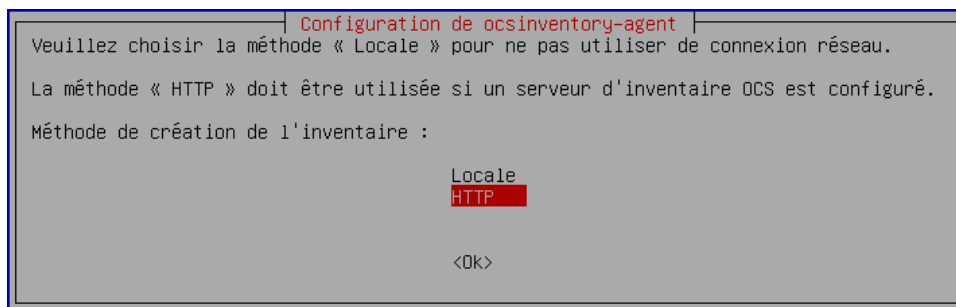 Configuration de ocsinventory-agent
Veuillez choisir la méthode « Locale » pour ne pas utiliser de connexion réseau.
La méthode « HTTP » doit être utilisée si un serveur d'inventaire OCS est configuré.
Méthode de création de l'inventaire :
Locale
HTTP
<Ok>